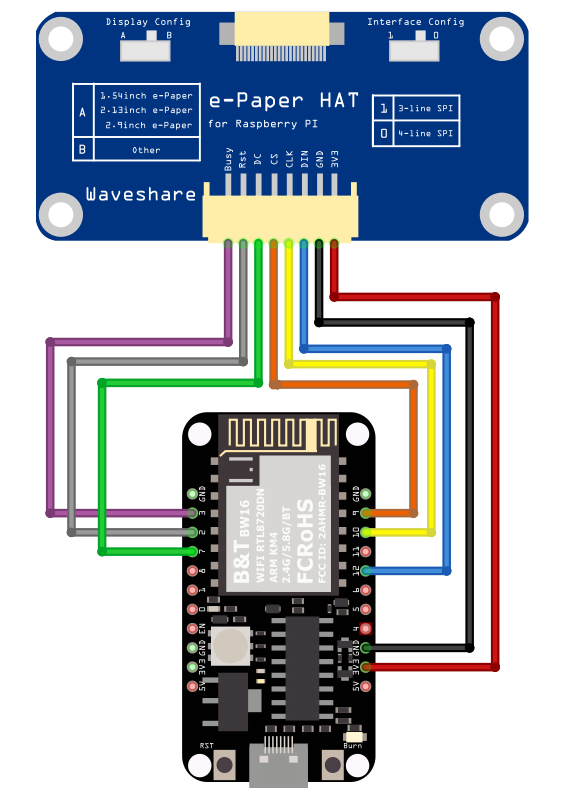 Display Config
A B
Interface Config
1 0
A
1.54inch e-Paper
2.13inch e-Paper
2.9inch e-Paper
B
Other
e-Paper HAT
for Raspberry PI
1 3-line SPI
0 4-line SPI
Waveshare
Busy
Rst
DC
CS
CLK
DIN
GND
3V3
GND
3
2
7
8
1
0
EN
GND
3V3
5V
B&T BW16
WIFI RTLB720DN
ARM KM4
2.4G/5.8G/BT
FCRoHS
FCC ID: 2AHMR-BW16
GND
9
10
11
12
6
5
4
GND
3V3
5V
RST
Burn